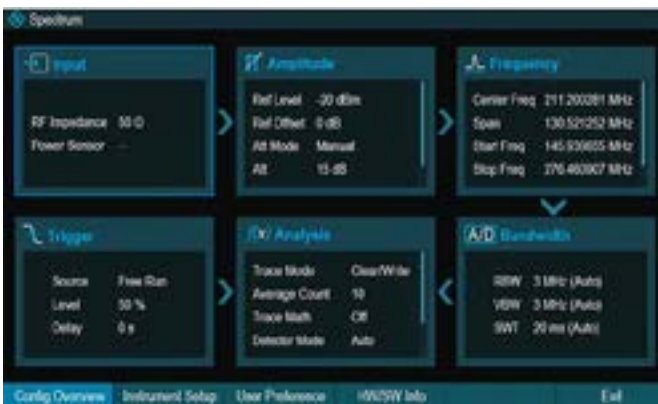 Spectrum
Input
RF Impedance 50 Ω
Power Sensor --
Amplitude
Ref Level -20 dBm
Ref Offset 0 dB
Att Mode Manual
Att 15 dB
Frequency
Center Freq 211.200281 MHz
Span 130.521252 MHz
Start Freq 145.939655 MHz
Stop Freq 276.460907 MHz
Trigger
Source Free Run
Level 50 %
Delay 0 s
f(x) Analysis
Trace Mode Clear/Write
Average Count 10
Trace Math Off
Detector Mode Auto
A/D Bandwidth
RBW 3 MHz (Auto)
VBW 3 MHz (Auto)
SWT 20 ms (Auto)
Config Overview
Instrument Setup
User Preference
HW/SW Info
Exit